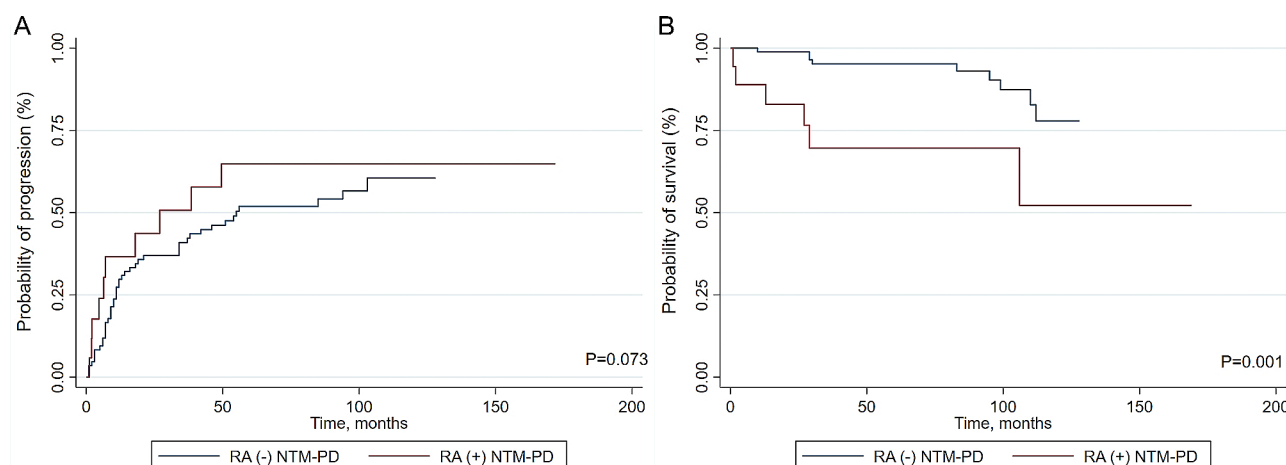 A
Probability of progression (%)
1.00
0.75
0.50
0.25
0.00
P=0.073
0 50 100 150 200
Time, months
RA (-) NTM-PD RA (+) NTM-PD
B
Probability of survival (%)
1.00
0.75
0.50
0.25
0.00
P=0.001
0 50 100 150 200
Time, months
RA (-) NTM-PD RA (+) NTM-PD